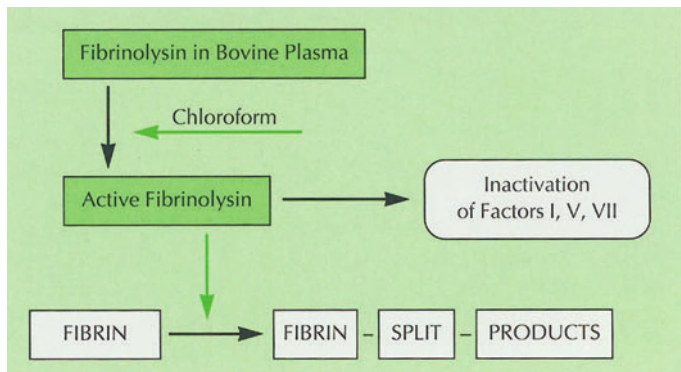 Fibrinolysin in Bovine Plasma
Chloroform
Active Fibrinolysin
Inactivation
of Factors I, V, VII
FIBRIN
FIBRIN – SPLIT – PRODUCTS